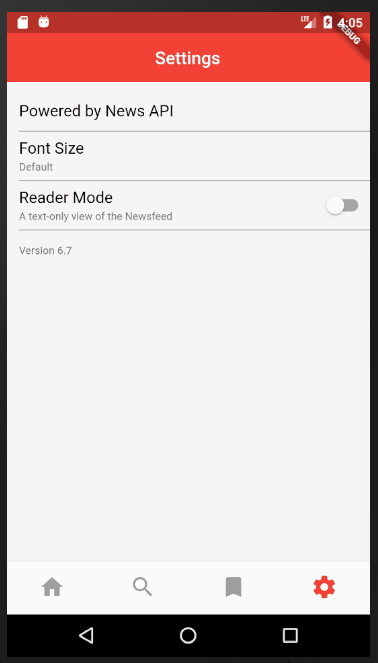 LTE
4:05
DEBUG
Settings
Powered by News API
Font Size
Default
Reader Mode
A text-only view of the Newsfeed
Version 6.7